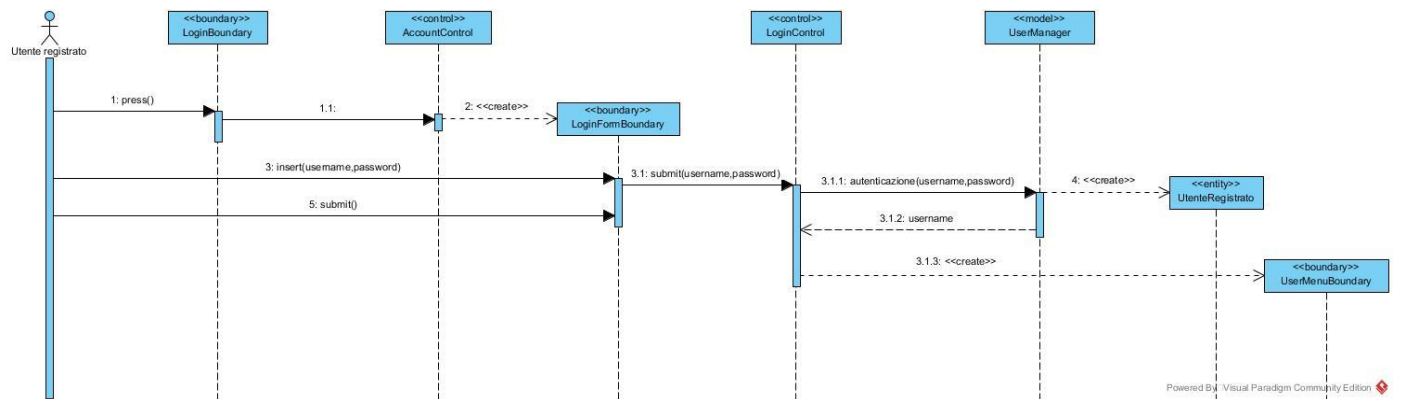 Utente registrato
<<boundary>>
LoginBoundary
<<control>>
AccountControl
<<control>>
LoginControl
<<model>>
UserManager
1: press()
1.1:
2: <<create>>
<<boundary>>
LoginFormBoundary
3: insert(username,password)
3.1: submit(username,password)
3.1.1: autenticazione(username,password)
4: <<create>>
<<entity>>
UtenteRegistrato
5: submit()
3.1.2: username
3.1.3: <<create>>
<<boundary>>
UserMenuBoundary
Powered By Visual Paradigm Community Edition